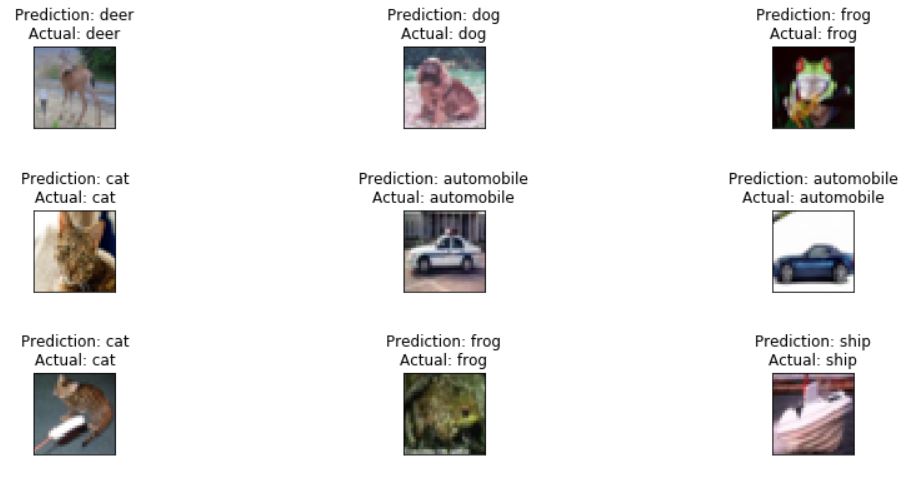 Prediction: deer
Actual: deer
Prediction: dog
Actual: dog
Prediction: frog
Actual: frog
Prediction: cat
Actual: cat
Prediction: automobile
Actual: automobile
Prediction: automobile
Actual: automobile
Prediction: cat
Actual: cat
Prediction: frog
Actual: frog
Prediction: ship
Actual: ship